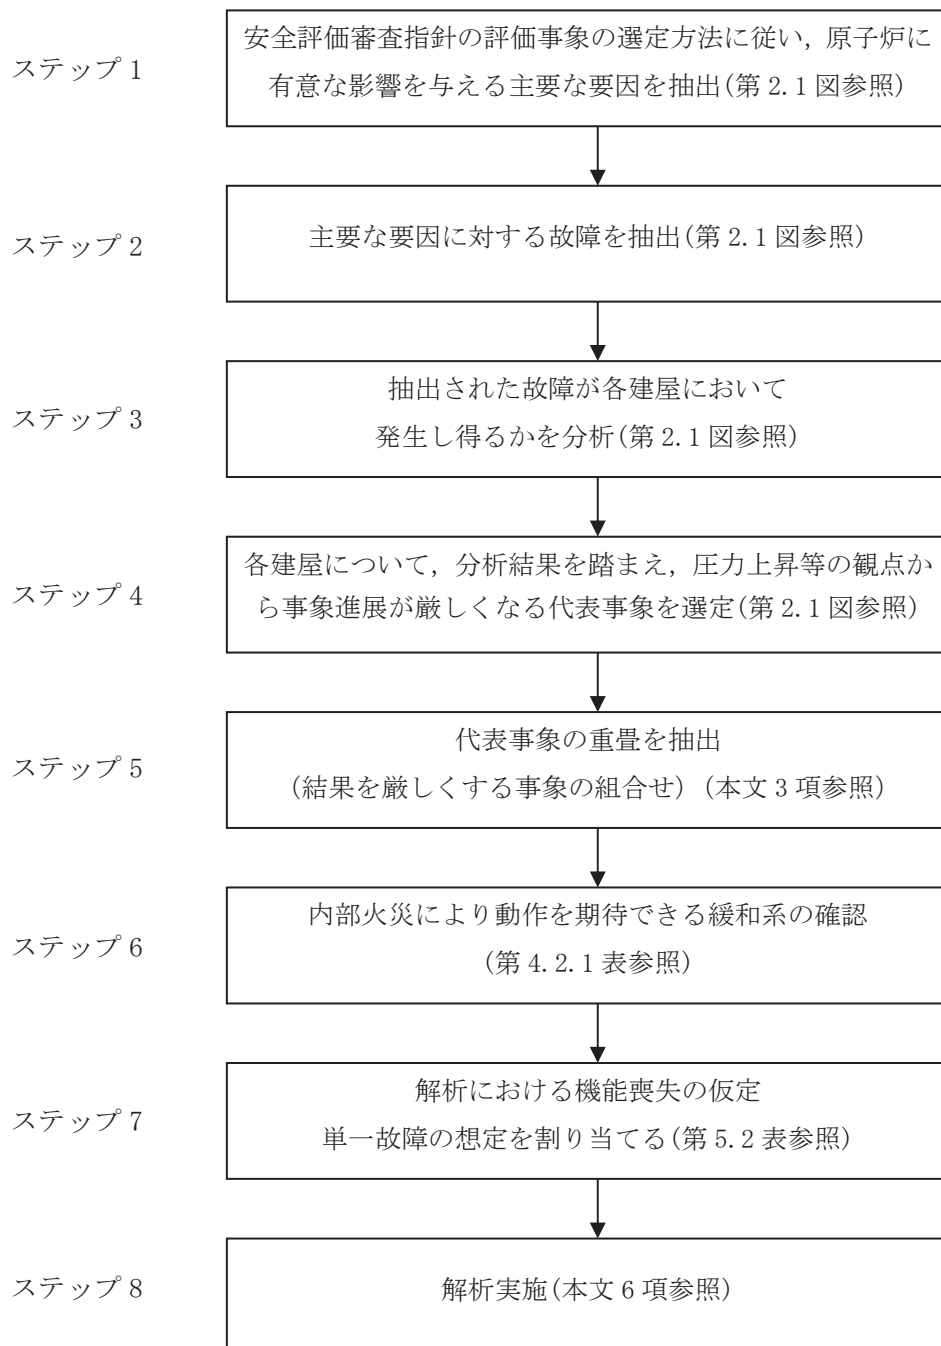 ステップ 1
安全評価審査指針の評価事象の選定方法に従い, 原子炉に
有意な影響を与える主要な要因を抽出(第 2.1 図参照)
ステップ 2
主要な要因に対する故障を抽出(第 2.1 図参照)
ステップ 3
抽出された故障が各建屋において
発生し得るかを分析(第 2.1 図参照)
ステップ 4
各建屋について, 分析結果を踏まえ, 圧力上昇等の観点か
ら事象進展が厳しくなる代表事象を選定(第 2.1 図参照)
ステップ 5
代表事象の重畳を抽出
(結果を厳しくする事象の組合せ) (本文 3 項参照)
ステップ 6
内部火災により動作を期待できる緩和系の確認
(第 4.2.1 表参照)
ステップ 7
解析における機能喪失の仮定
単一故障の想定を割り当てる(第 5.2 表参照)
ステップ 8
解析実施(本文 6 項参照)